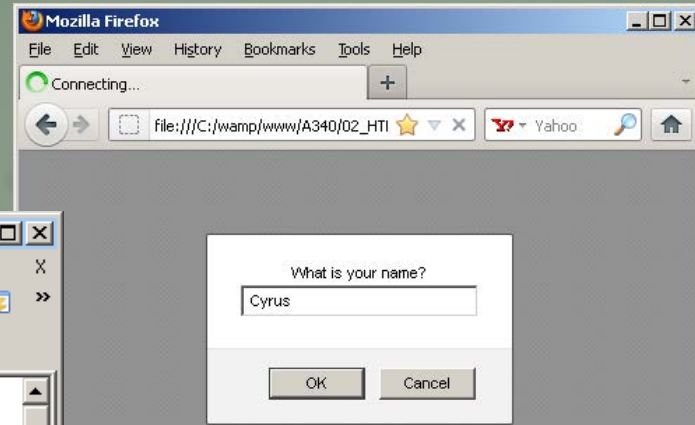 Mozilla Firefox
File Edit View History Bookmarks Tools Help
Connecting...
file:///C:/wamp/www/A340/02_HTI
Yahoo
What is your name?
Cyrus
OK Cancel